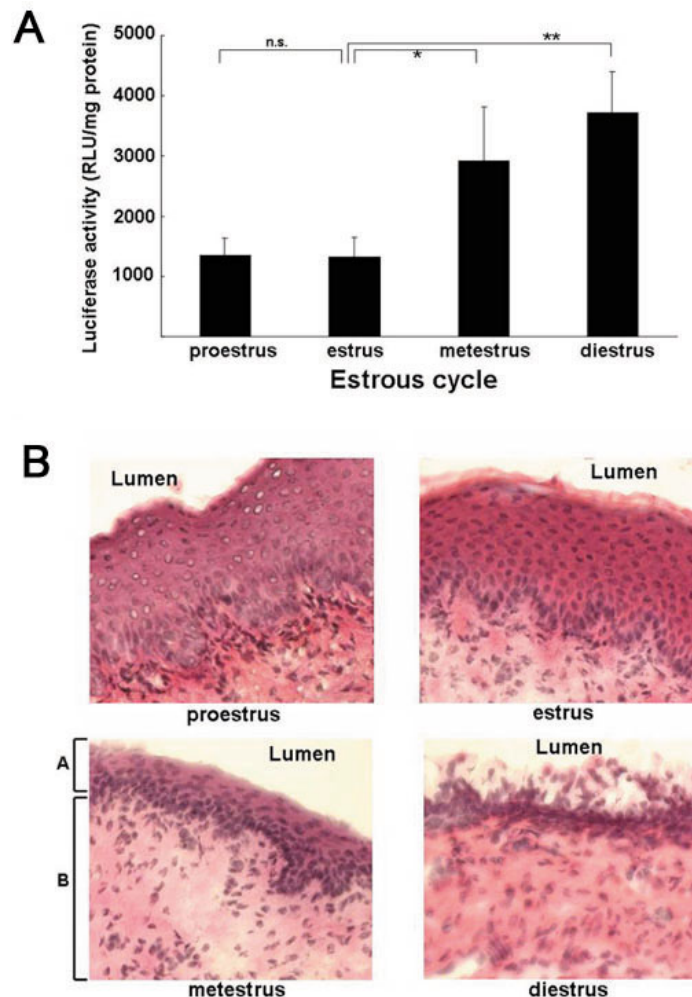 A
Luciferase activity (RLU/mg protein)
5000
4000
3000
2000
1000
n.s.
*
**
proestrus estrus metestrus diestrus
Estrous cycle
B
Lumen
Lumen
proestrus
estrus
A
B
Lumen
Lumen
metestrus
diestrus